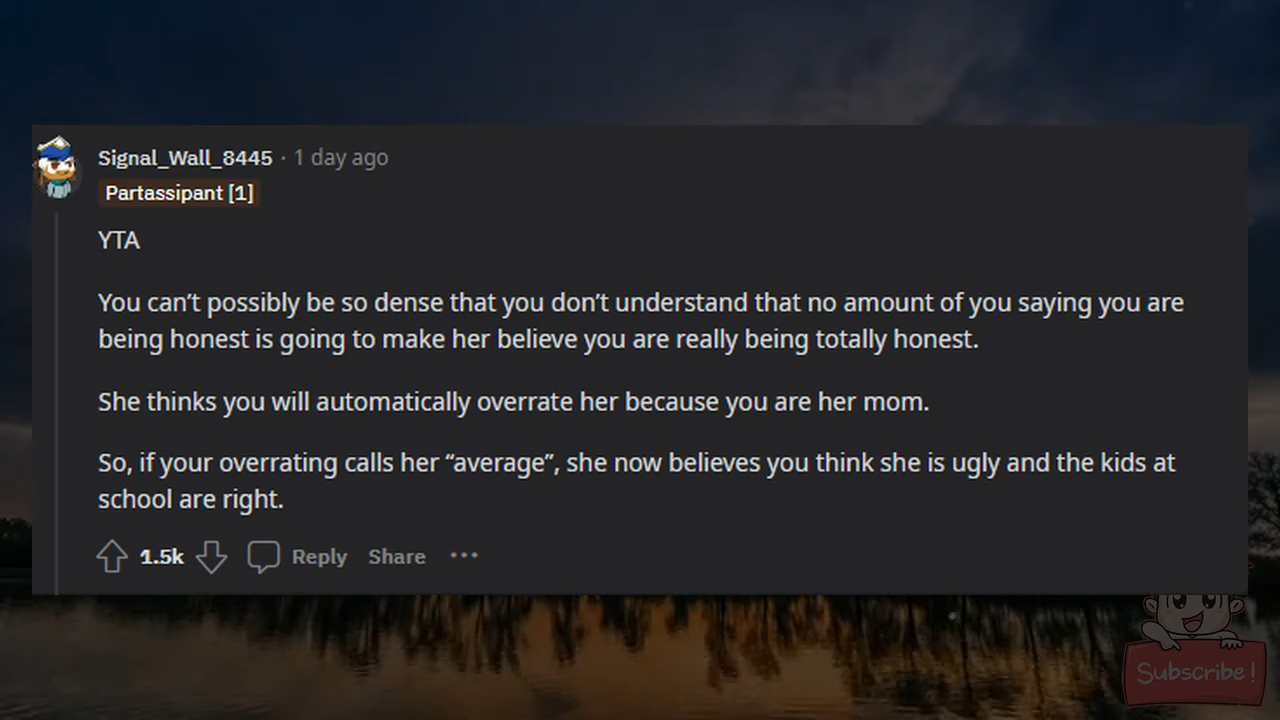 Signal_Wall_8445 · 1 day ago
Partassipant [1]
YTA
You can’t possibly be so dense that you don’t understand that no amount of you saying you are
being honest is going to make her believe you are really being totally honest.
She thinks you will automatically overrate her because you are her mom.
So, if your overrating calls her “average”, she now believes you think she is ugly and the kids at
school are right.
1.5k Reply Share
Subscribe!